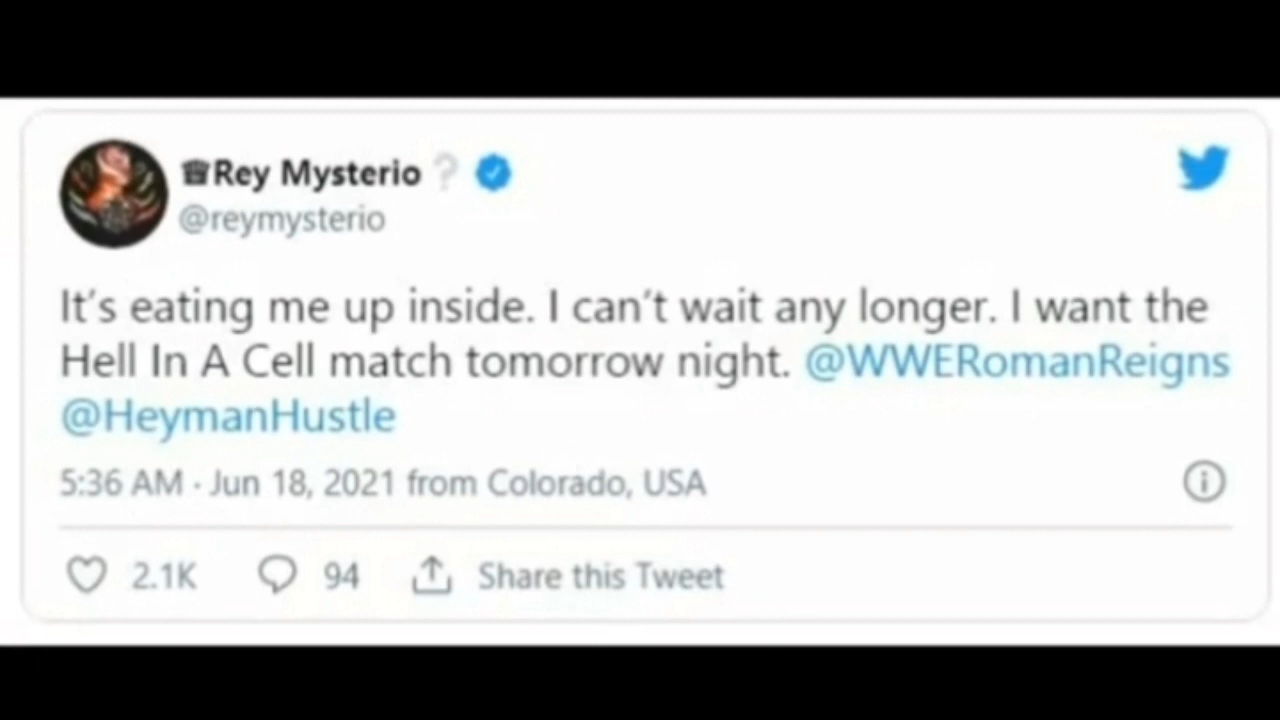 ♕Rey Mysterio ❔
@reymysterio
It's eating me up inside. I can't wait any longer. I want the
Hell In A Cell match tomorrow night. @WWERomanReigns
@HeymanHustle
5:36 AM · Jun 18, 2021 from Colorado, USA
2.1K 94 Share this Tweet